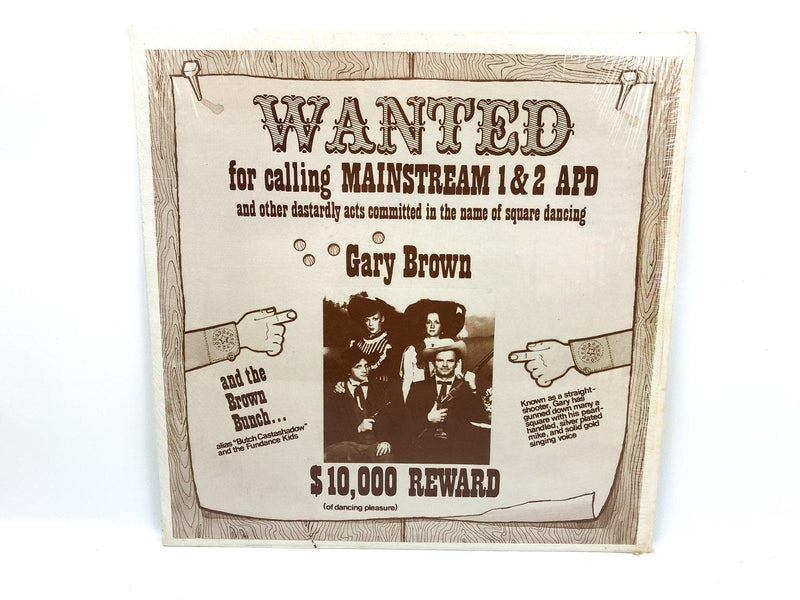 WANTED
for calling MAINSTREAM 1 & 2 APD
and other dastardly acts committed in the name of square dancing
Gary Brown
and the
Brown
Bunch...
alias "Butch Castashadow"
and the Fundance Kids
Known as a straight-
shooter, Gary has
gunned down many a
square with his pearl-
handled, silver plated
mike, and solid gold
singing voice
$10,000 REWARD
(of dancing pleasure)